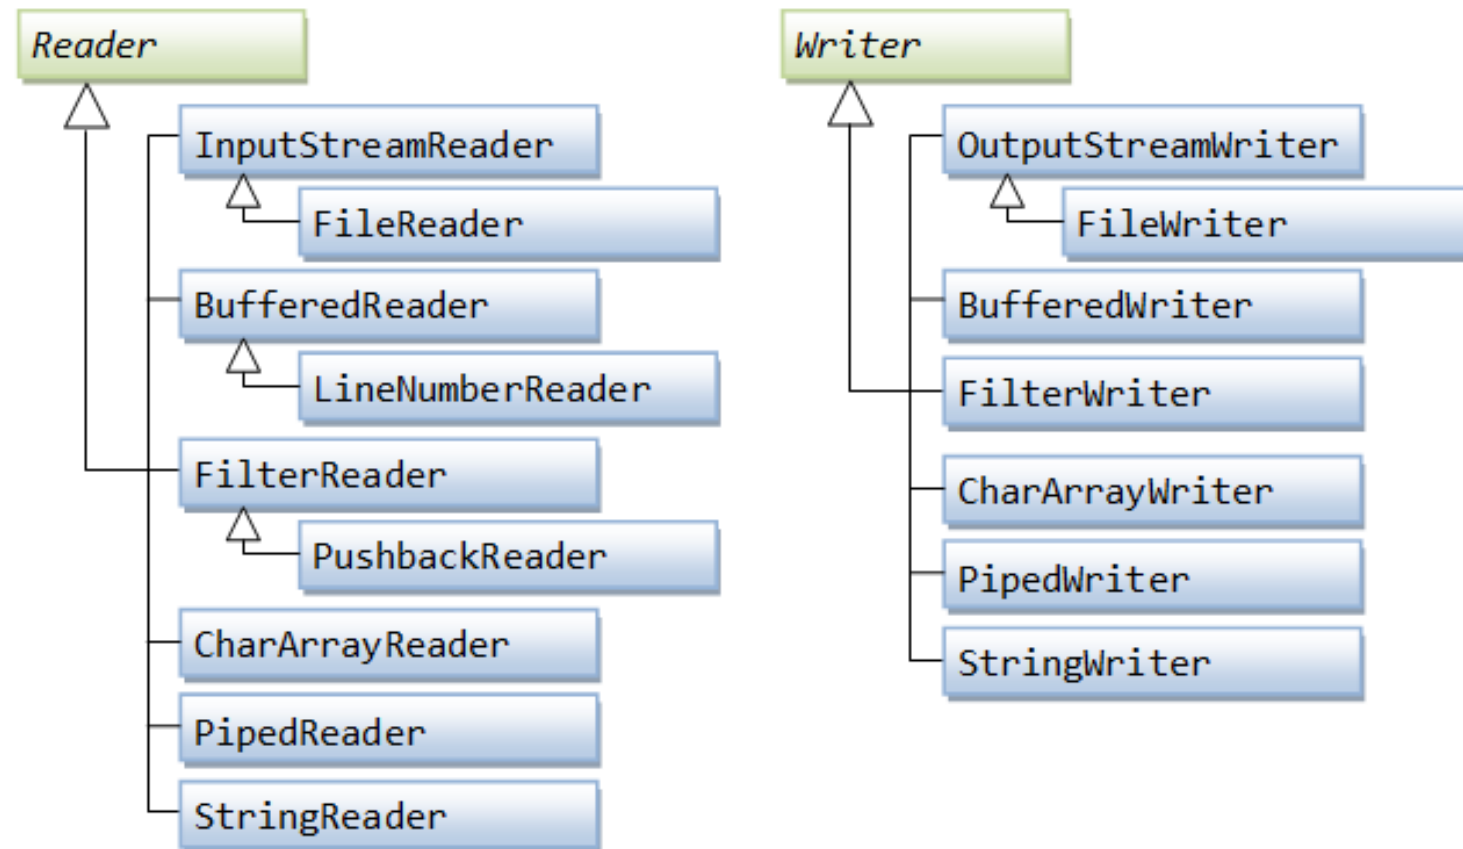 Reader
InputStreamReader
FileReader
BufferedReader
LineNumberReader
FilterReader
PushbackReader
CharArrayReader
PipedReader
StringReader
Writer
OutputStreamWriter
FileWriter
BufferedWriter
FilterWriter
CharArrayWriter
PipedWriter
StringWriter